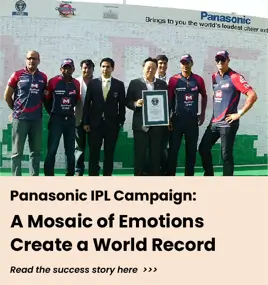 Panasonic
Brings to you the world's loudest cheer
Panasonic IPL Campaign:
A Mosaic of Emotions
Create a World Record
Read the success story here >>>